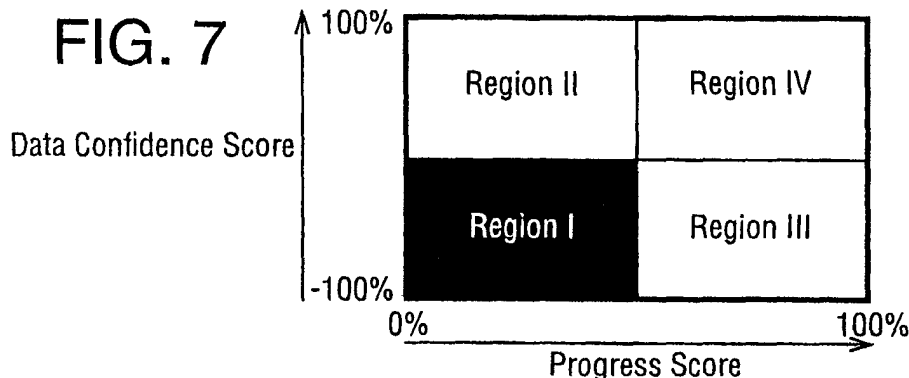 FIG. 7
100%
Region II
Region IV
Data Confidence Score
Region I
Region III
-100%
0%
100%
Progress Score